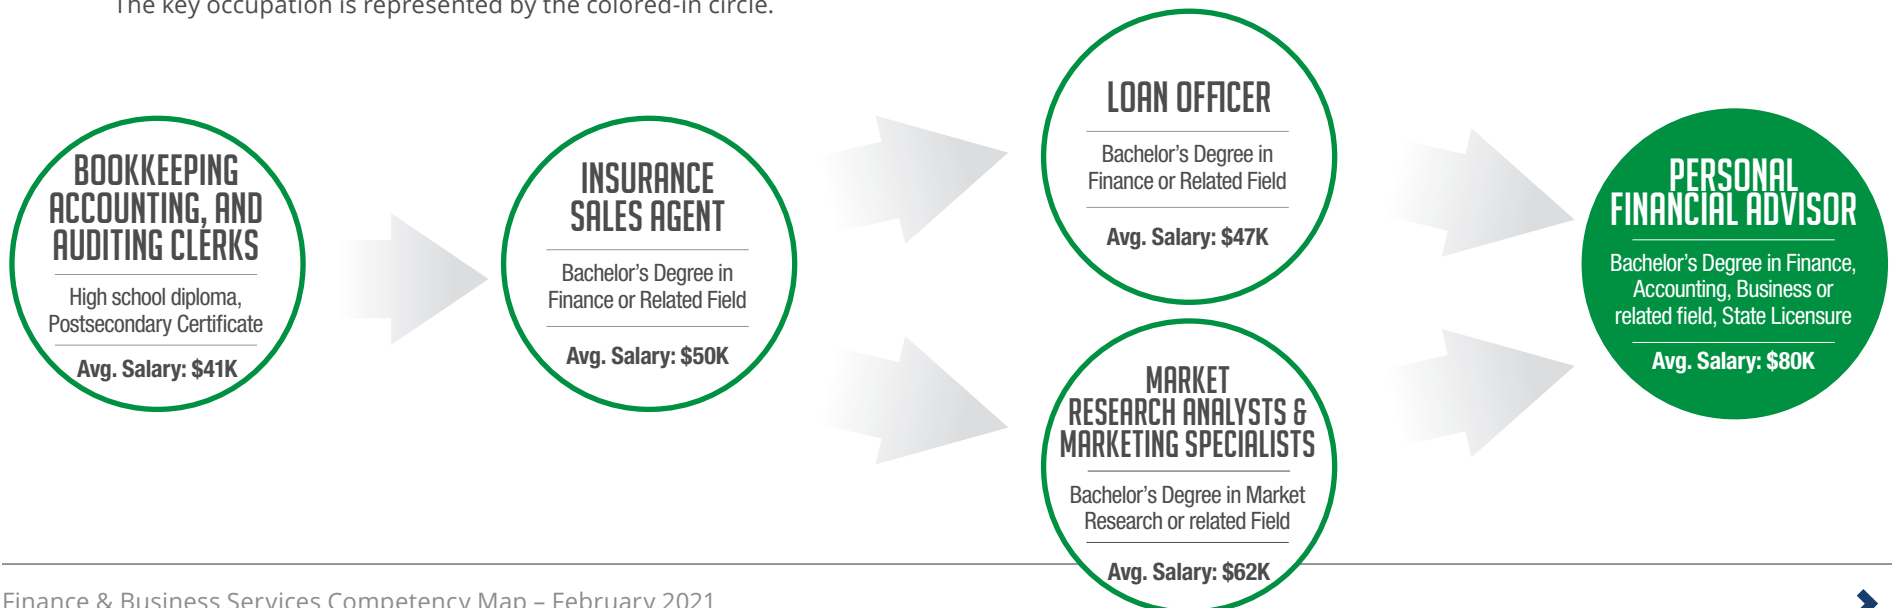 The key occupation is represented by the colored-in circle.
BOOKKEEPING
ACCOUNTING, AND
AUDITING CLERKS
High school diploma,
Postsecondary Certificate
Avg. Salary: $41K
INSURANCE
SALES AGENT
Bachelor's Degree in
Finance or Related Field
Avg. Salary: $50K
LOAN OFFICER
Bachelor's Degree in
Finance or Related Field
Avg. Salary: $47K
MARKET
RESEARCH ANALYSTS &
MARKETING SPECIALISTS
Bachelor's Degree in Market
Research or related Field
Avg. Salary: $62K
PERSONAL
FINANCIAL ADVISOR
Bachelor's Degree in Finance,
Accounting, Business or
related field, State Licensure
Avg. Salary: $80K
Finance & Business Services Competency Map – February 2021